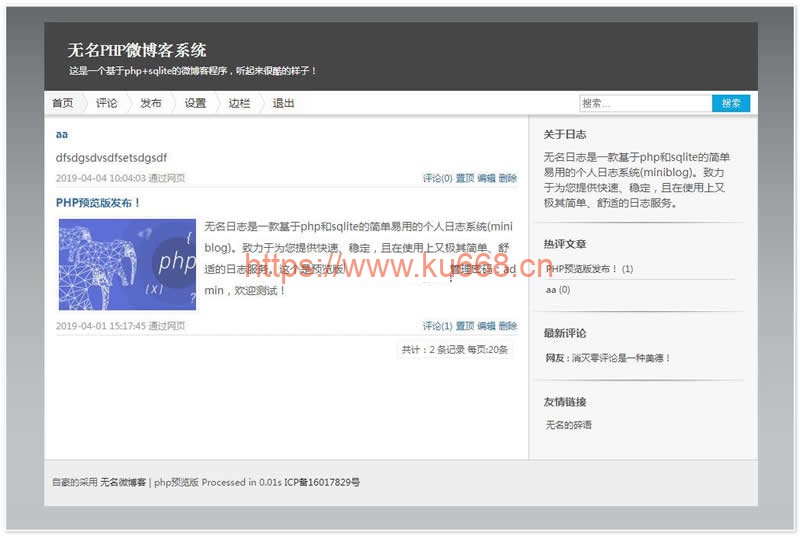 无名PHP微博客系统
这是一个基于php+sqlite的微博客程序，听起来很酷的样子！
首页 评论 发布 设置 边栏 退出 搜索... 搜索
aa
dfsdgsdvsdfsetsdgsdf
2019-04-04 10:04:03 通过网页 评论(0) 置顶 编辑 删除
PHP预览版发布！
php
{
(X)
}
?
无名日志是一款基于php和sqlite的简单易用的个人日志系统(mini
blog)。致力于为您提供快速、稳定，且在使用上又极其简单、舒
适的日志服务。这个是预览版 管理密码：ad
min，欢迎测试！
https://www.ku668.cn
2019-04-01 15:17:45 通过网页 评论(1) 置顶 编辑 删除
共计：2 条记录 每页:20条
关于日志
无名日志是一款基于php和sqlite的简单
易用的个人日志系统(miniblog)。致力
于为您提供快速、稳定，且在使用上又
极其简单、舒适的日志服务。
热评文章
PHP预览版发布！ (1)
aa (0)
最新评论
网友 : 消灭零评论是一种美德！
友情链接
无名的碎语
自豪的采用 无名微博客 | php预览版 Processed in 0.01s ICP备16017829号